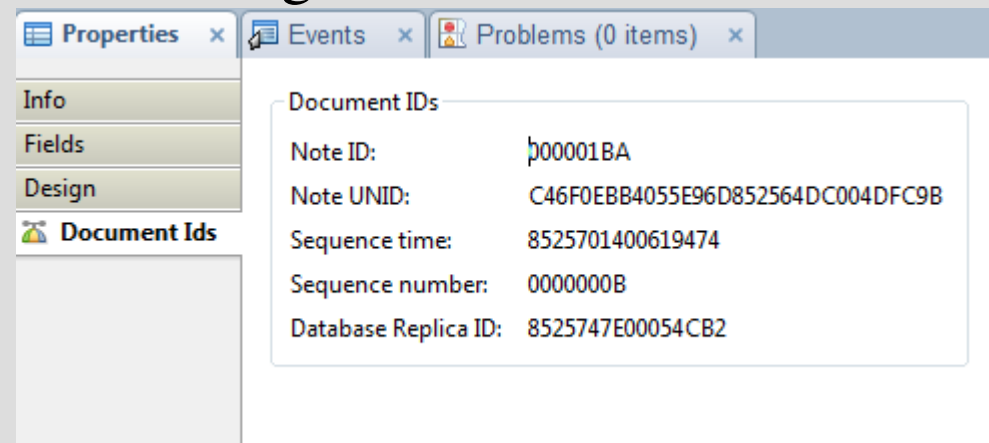 Properties × Events × Problems (0 items) ×
Info
Fields
Design
Document Ids
Document IDs
Note ID: 000001BA
Note UNID: C46F0EBB4055E96D852564DC004DFC9B
Sequence time: 8525701400619474
Sequence number: 0000000B
Database Replica ID: 8525747E00054CB2